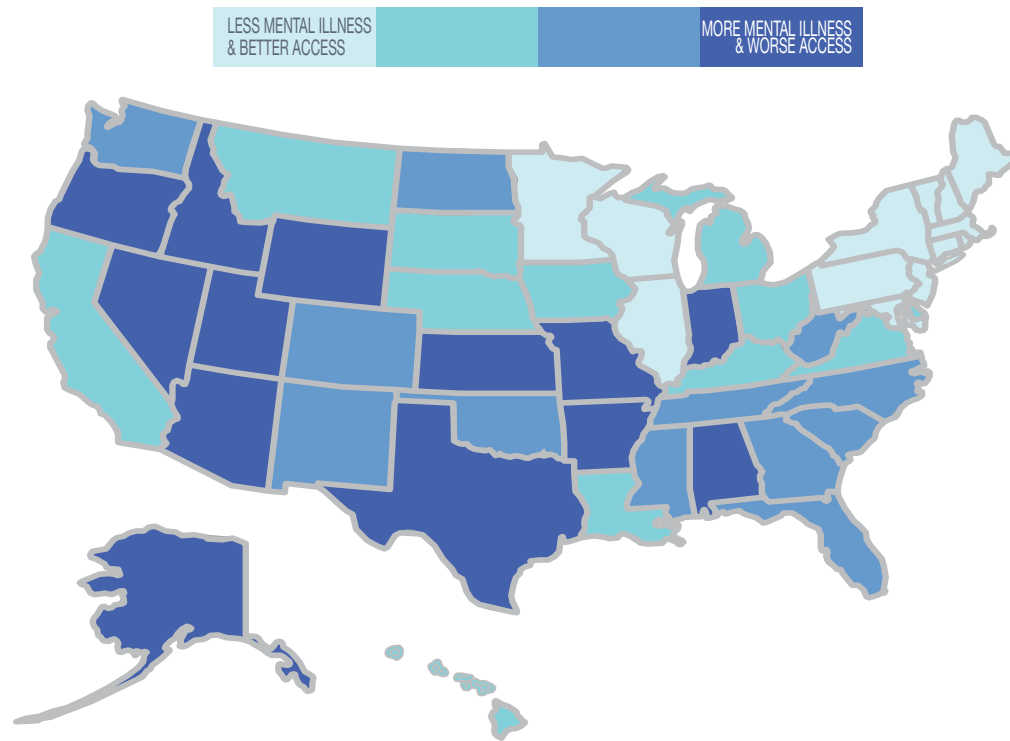 LESS MENTAL ILLNESS
& BETTER ACCESS
MORE MENTAL ILLNESS
& WORSE ACCESS